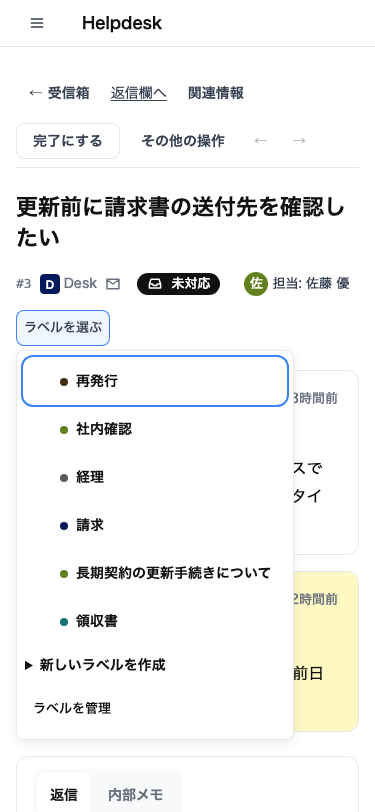 Helpdesk
← 受信箱 返信欄へ 関連情報
完了にする その他の操作 ← →
更新前に請求書の送付先を確認し
たい
#3 D Desk 未対応 佐 担当: 佐藤 優
ラベルを選ぶ
再発行
3時間前
社内確認
スで
経理
タイ
請求
長期契約の更新手続きについて
2時間前
領収書
新しいラベルを作成
前日
ラベルを管理
返信 内部メモ